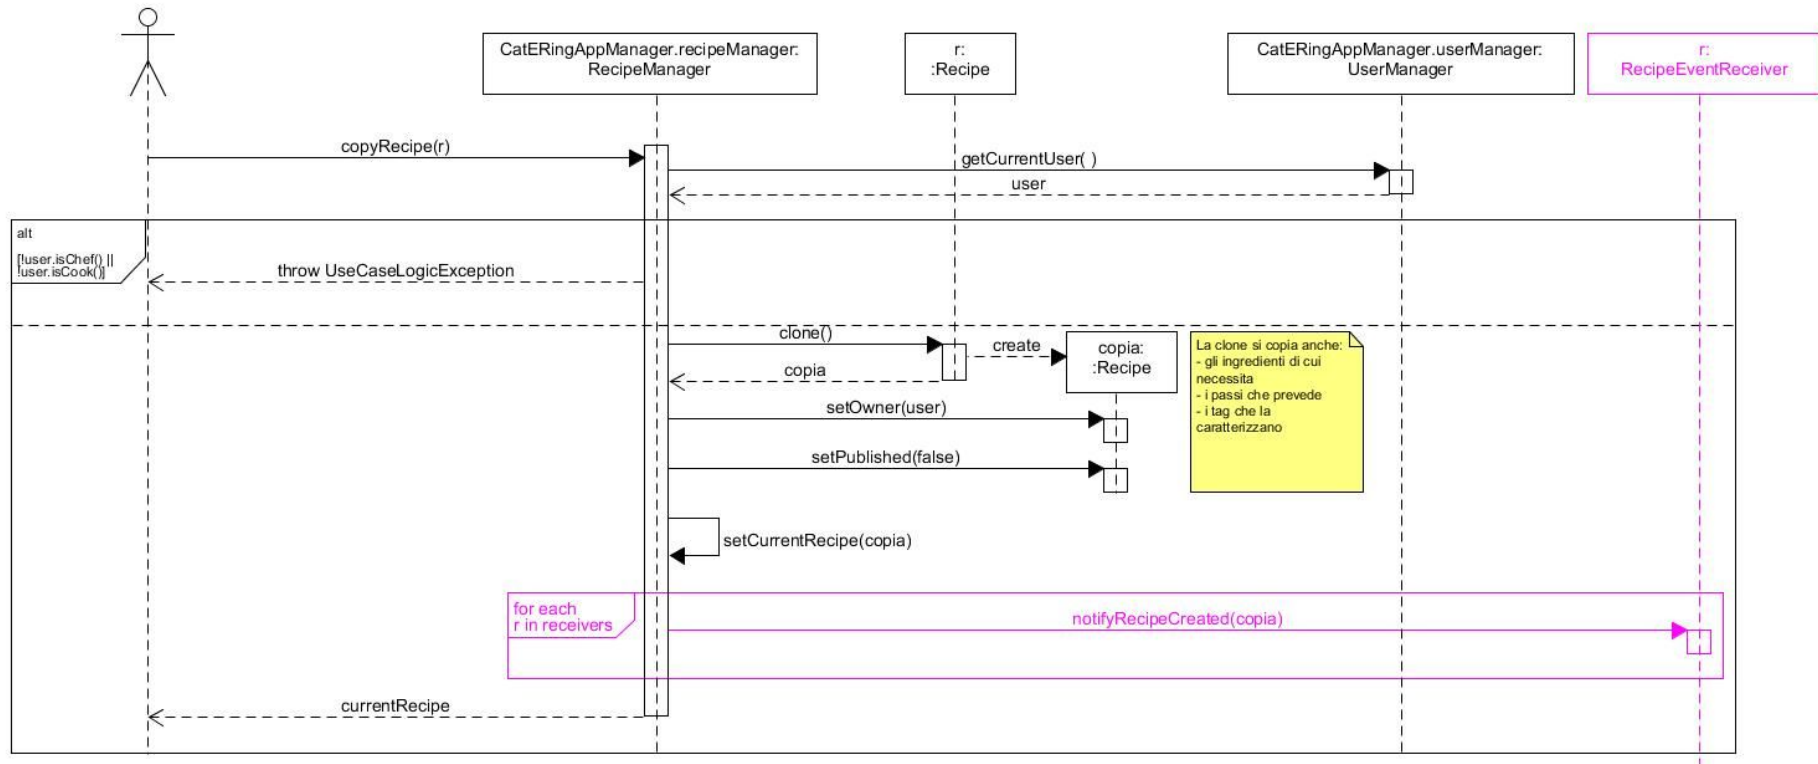 CatERingAppManager.recipeManager:
RecipeManager
r:
:Recipe
CatERingAppManager.userManager:
UserManager
r:
RecipeEventReceiver
copyRecipe(r)
getCurrentUser( )
user
alt
[!user.isChef() ||
!user.isCook()]
throw UseCaseLogicException
clone()
create
copia:
:Recipe
La clone si copia anche:
- gli ingredienti di cui
necessita
- i passi che prevede
- i tag che la
caratterizzano
copia
setOwner(user)
setPublished(false)
setCurrentRecipe(copia)
for each
r in receivers
notifyRecipeCreated(copia)
currentRecipe